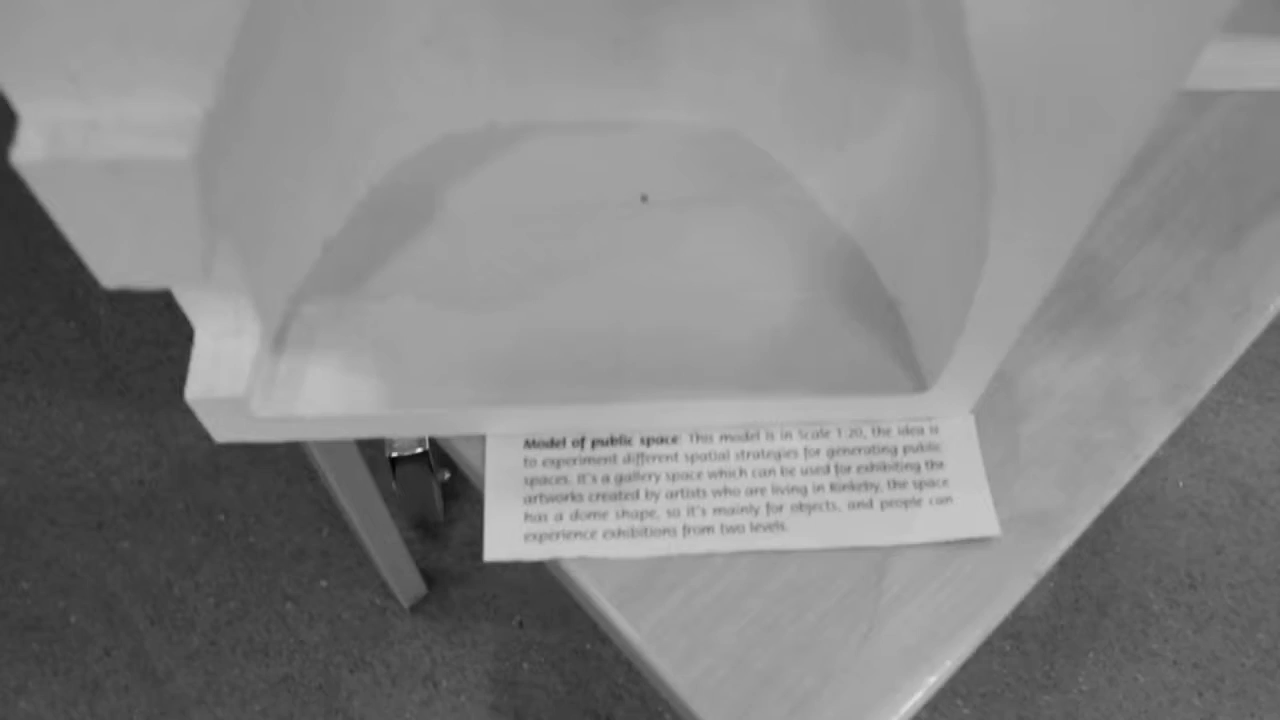 Model of public space: This model is in Scale 1:20, the idea is
to experiment different spatial strategies for generating public
spaces. It's a gallery space which can be used for exhibiting the
artworks created by artists who are living in Rinkeby, the space
has a dome shape, so it's mainly for objects, and people can
experience exhibitions from two levels.